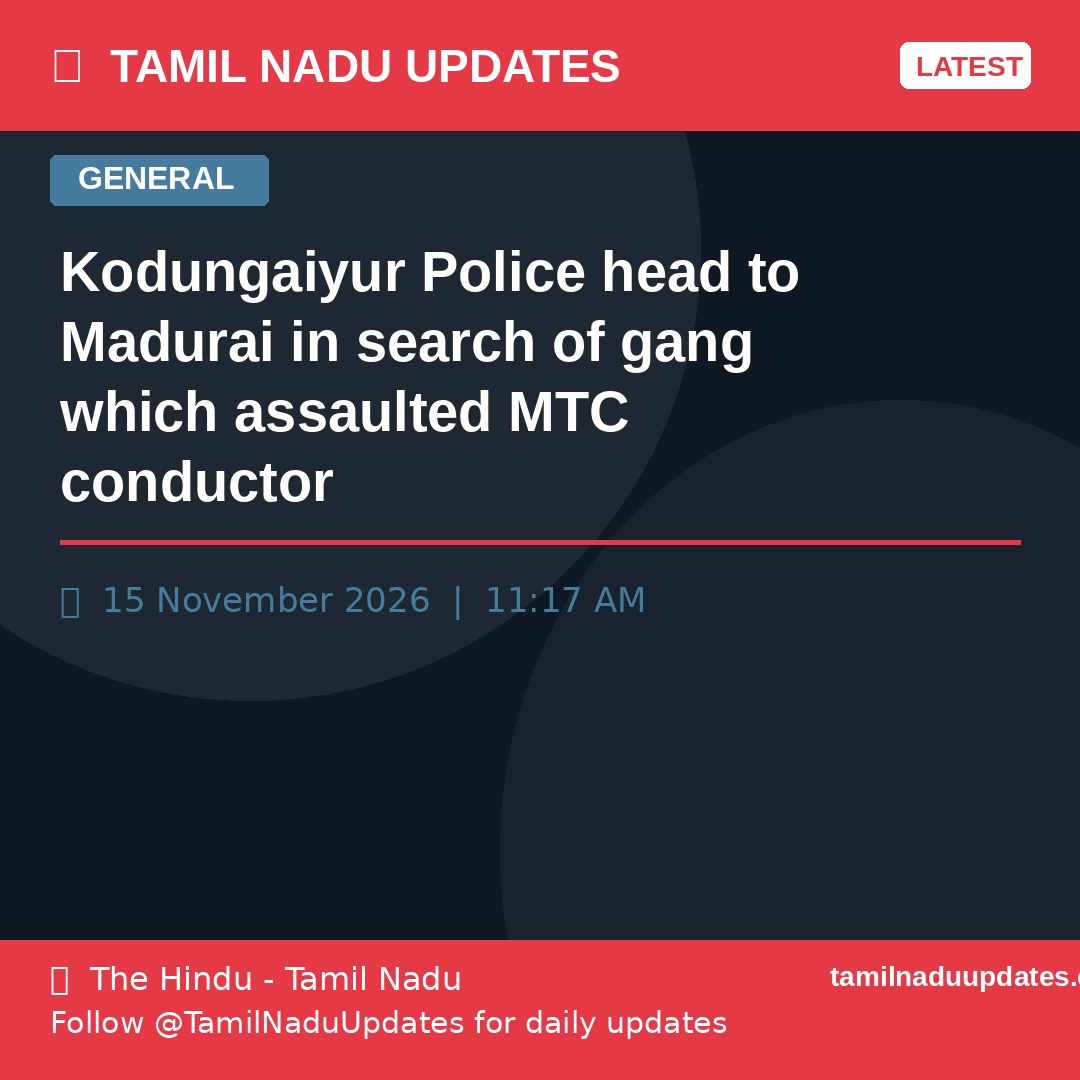 TAMIL NADU UPDATES
LATEST
GENERAL
Kodungaiyur Police head to
Madurai in search of gang
which assaulted MTC
conductor
15 November 2026 | 11:17 AM
The Hindu - Tamil Nadu
tamilnaduupdates.
Follow @TamilNaduUpdates for daily updates